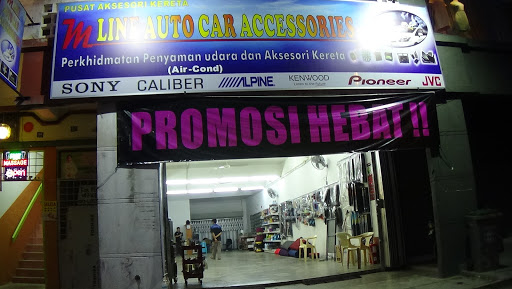 PUSAT AKSESORI KERETA
m LINE AUTO CAR ACCESSORIES
Perkhidmatan Penyaman udara dan Aksesori Kereta
(Air-Cond)
SONY CALIBER ALPINE KENWOOD Pioneer JVC
PROMOSI HEBAT !!
MASSAGE